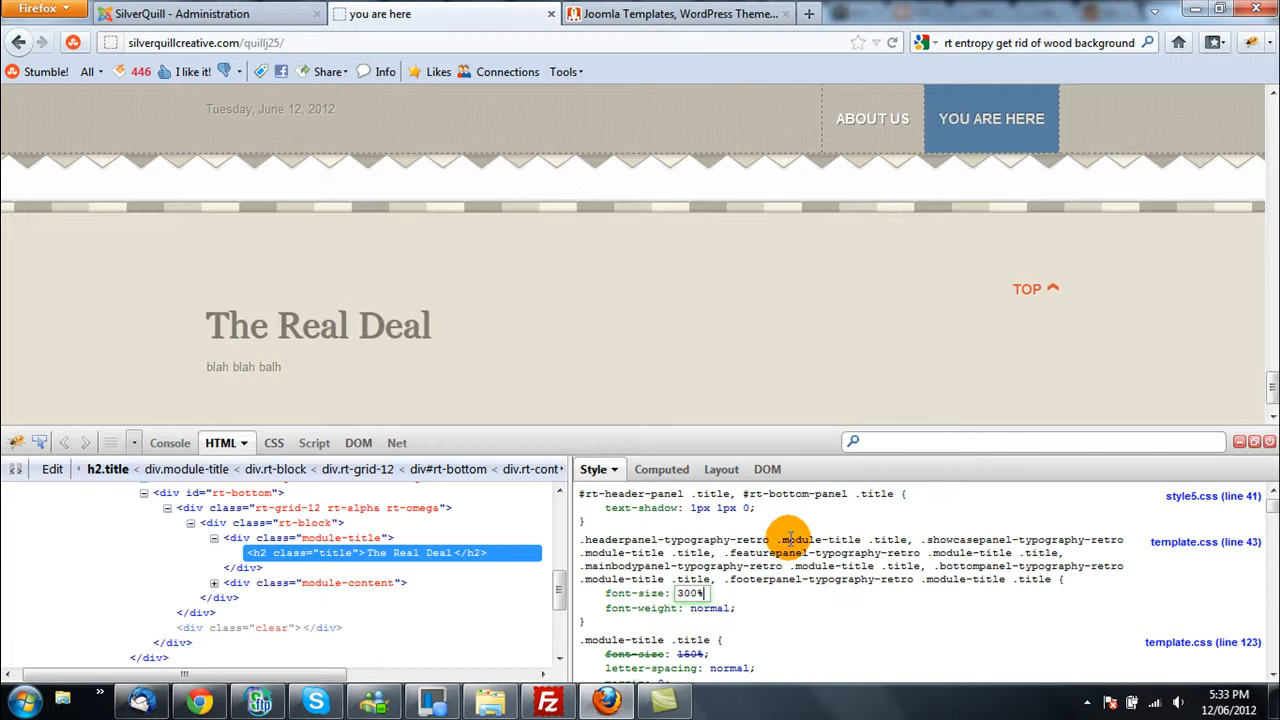 Firefox
SilverQuill - Administration
you are here
Joomla Templates, WordPress Theme...
silverquillcreative.com/quillj25/
rt entropy get rid of wood background
Stumble! All 446 I like it! Share Info Likes Connections Tools
Tuesday, June 12, 2012
ABOUT US
YOU ARE HERE
TOP
The Real Deal
blah blah balh
Console HTML CSS Script DOM Net
Edit h2.title < div.module-title < div.rt-block < div.rt-grid-12 < div#rt-bottom < div.rt-cont
Style Computed Layout DOM
<div id="rt-bottom">
<div class="rt-grid-12 rt-alpha rt-omega">
<div class="rt-block">
<div class="module-title">
<h2 class="title">The Real Deal</h2>
</div>
<div class="module-content">
</div>
</div>
<div class="clear"></div>
</div>
</div>
#rt-header-panel .title, #rt-bottom-panel .title {
style5.css (line 41)
text-shadow: 1px 1px 0;
}
.headerpanel-typography-retro .module-title .title, .showcasepanel-typography-retro
template.css (line 43)
.module-title .title, .featurepanel-typography-retro .module-title .title,
.mainbodypanel-typography-retro .module-title .title, .bottompanel-typography-retro
.module-title .title, .footerpanel-typography-retro .module-title .title {
font-size: 300%
font-weight: normal;
}
.module-title .title {
template.css (line 123)
font-size: 150%;
letter-spacing: normal;
5:33 PM
12/06/2012